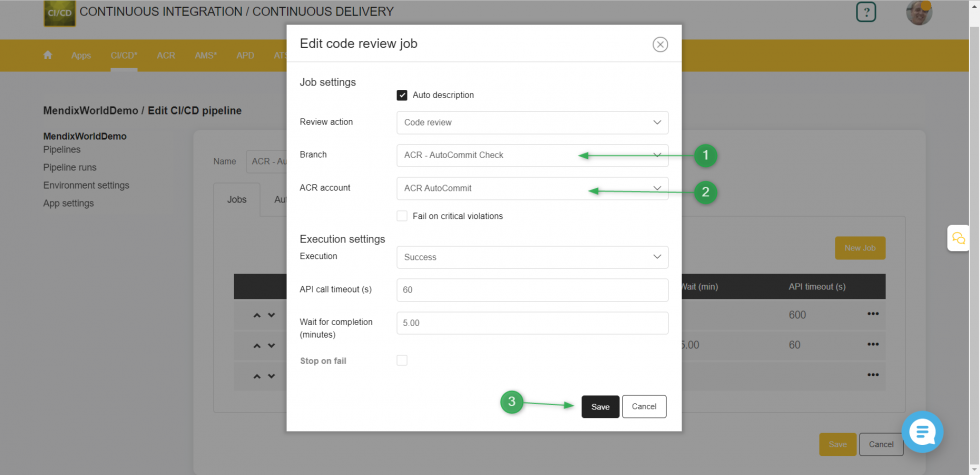 CI/CD
CONTINUOUS INTEGRATION / CONTINUOUS DELIVERY
?
Apps
CI/CD*
ACR
AMS*
APD
Edit code review job
MendixWorldDemo / Edit CI/CD pipeline
MendixWorldDemo
Pipelines
Pipeline runs
Environment settings
App settings
Name
Jobs
New Job
Wait (min)
API timeout (s)
600
5.00
60
Job settings
Auto description
Review action
Code review
Branch
ACR - AutoCommit Check
1
ACR account
ACR AutoCommit
2
Fail on critical violations
Execution settings
Execution
Success
API call timeout (s)
60
Wait for completion
(minutes)
5.00
Stop on fail
3
Save
Cancel
Save
Cancel